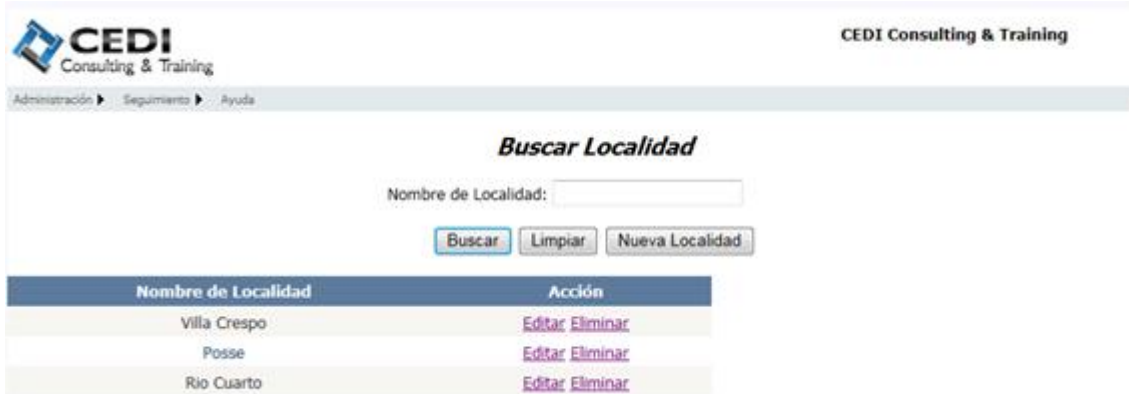 CEDI
Consulting & Training
CEDI Consulting & Training
Administración Seguimiento Ayuda
Buscar Localidad
Nombre de Localidad:
Buscar Limpiar Nueva Localidad
Nombre de Localidad Acción
Villa Crespo Editar Eliminar
Posse Editar Eliminar
Rio Cuarto Editar Eliminar